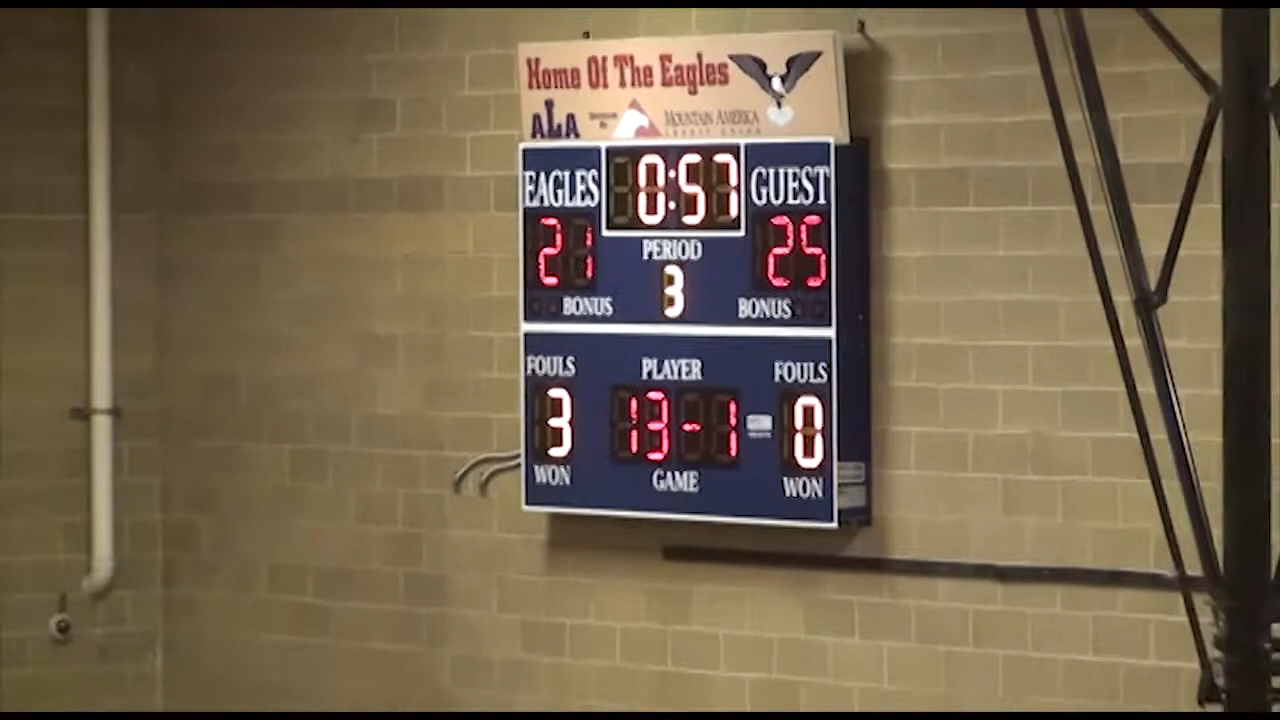 Home Of The Eagles
ALA MOUNTAIN AMERICA
CREDIT UNION
EAGLES 0:57 GUEST
21 PERIOD 25
3
BONUS BONUS
FOULS PLAYER FOULS
3 13-1 0
WON GAME WON